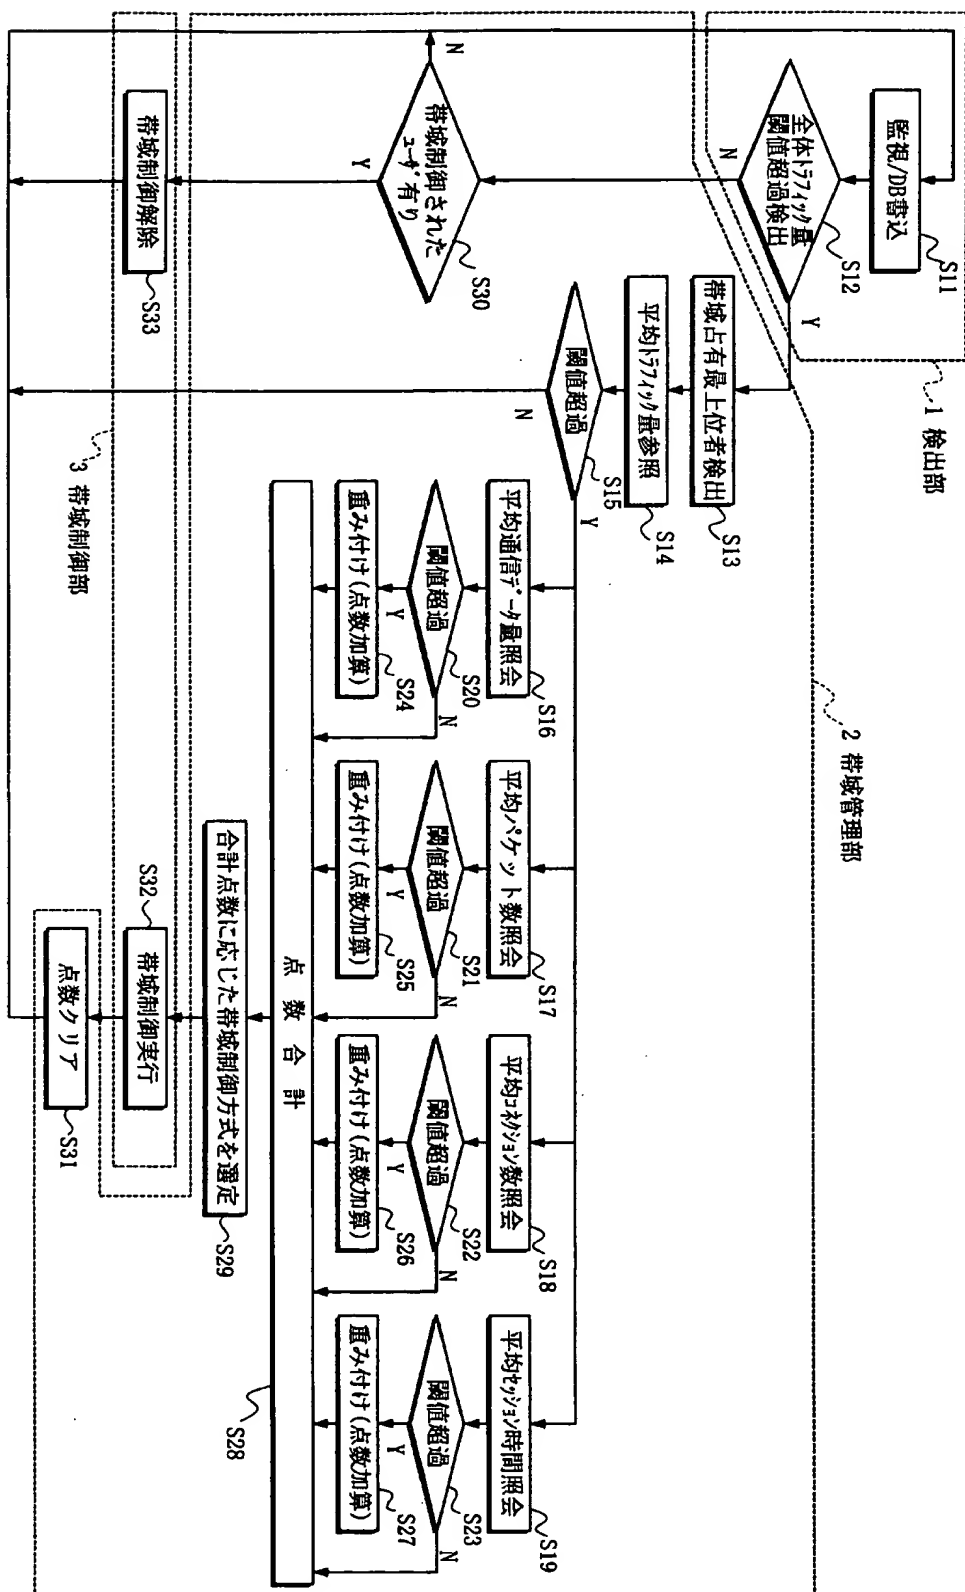 監視/DB書込
S11
全体トラフィック量
閾値超過検出
S12
Y
N
1 検出部
帯域占有最上位者検出
S13
平均トラフィック量参照
S14
閾値超過
S15
Y
N
2 帯域管理部
帯域制御された
ユーザ有り
S30
N
Y
帯域制御解除
S33
3 帯域制御部
平均通信データ量照会
S16
平均パケット数照会
S17
平均コネクション数照会
S18
平均セッション時間照会
S19
閾値超過
S20
Y
N
閾値超過
S21
Y
N
閾値超過
S22
Y
N
閾値超過
S23
Y
N
重み付け(点数加算)
S24
重み付け(点数加算)
S25
重み付け(点数加算)
S26
重み付け(点数加算)
S27
点 数 合 計
S28
合計点数に応じた帯域制御方式を選定
S29
帯域制御実行
S32
点数クリア
S31